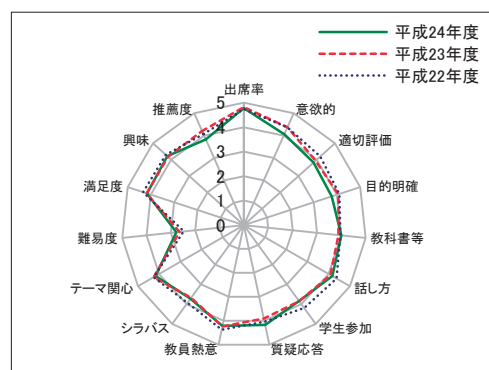 平成24年度
平成23年度
平成22年度
出席率
意欲的
適切評価
目的明確
教科書等
話し方
学生参加
質疑応答
教員熱意
シラバス
テーマ関心
難易度
満足度
興味
推薦度
5
4
3
2
1
0